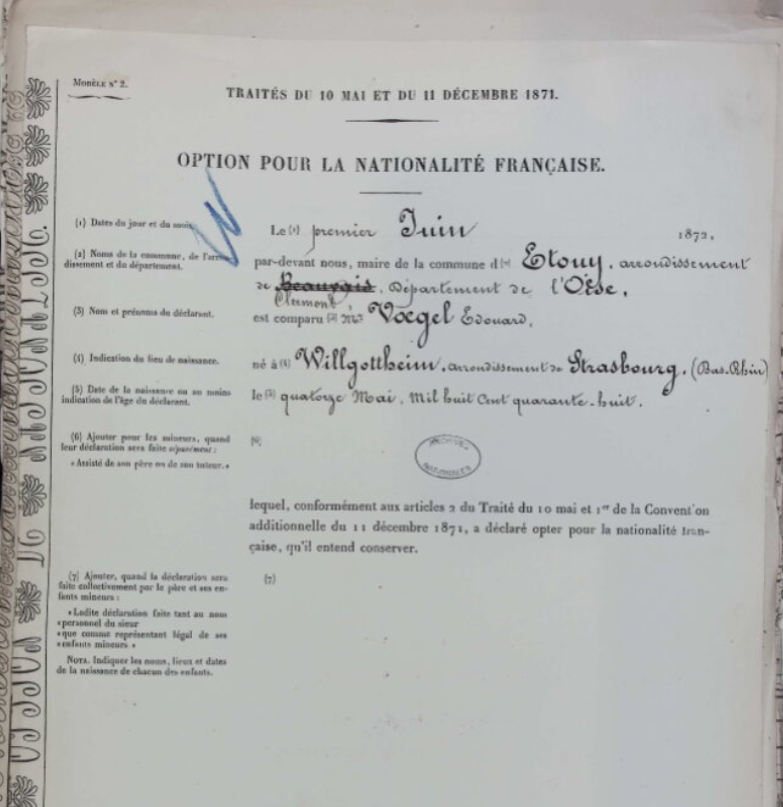 MODÈLE N° 2.
TRAITÉS DU 10 MAI ET DU 11 DÉCEMBRE 1871.
OPTION POUR LA NATIONALITÉ FRANÇAISE.
(1) Dates du jour et du mois.
Le (1) premier Juin 1872,
(2) Noms de la commune, de l'arron-
dissement et du département.
par-devant nous, maire de la commune d (2) Etouy, arrondissement
de Beauvais, Département de l'Oise,
Clermont
(3) Nom et prénoms du déclarant.
est comparu (3) Mr Vœgel Edouard,
(4) Indication du lieu de naissance.
né à (4) Willgottheim, arrondissement de Strasbourg, (Bas-Rhin)
(5) Date de la naissance ou au moins
indication de l'âge du déclarant.
le (5) quatorze Mai, Mil huit Cent quarante-huit.
(6) Ajouter pour les mineurs, quand
leur déclaration sera faite séparément :
« Assisté de son père ou de son tuteur. »
(6)
ARCHIVES
NATIONALES
lequel, conformément aux articles 2 du Traité du 10 mai et 1er de la Convention
additionnelle du 11 décembre 1871, a déclaré opter pour la nationalité fran-
çaise, qu'il entend conserver.
(7) Ajouter, quand la déclaration sera
faite collectivement par le père et ses en-
fants mineurs :
(7)
« Ladite déclaration faite tant au nom
« personnel du sieur
« que comme représentant légal de ses
« enfants mineurs. »
NOTA. Indiquer les noms, lieux et dates
de la naissance de chacun des enfants.